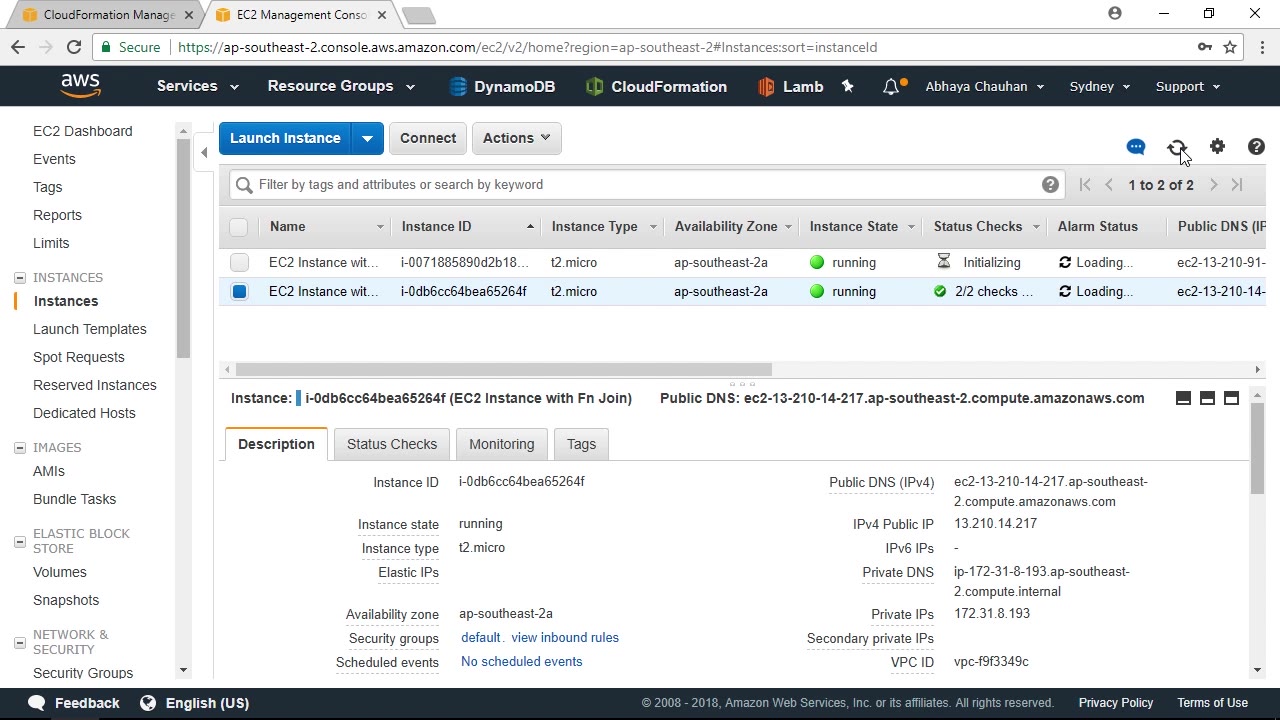 CloudFormation Manage
EC2 Management Conso
Secure
https://ap-southeast-2.console.aws.amazon.com/ec2/v2/home?region=ap-southeast-2#Instances:sort=instanceId
aws
Services
Resource Groups
DynamoDB
CloudFormation
Lamb
Abhaya Chauhan
Sydney
Support
EC2 Dashboard
Events
Tags
Reports
Limits
INSTANCES
Instances
Launch Templates
Spot Requests
Reserved Instances
Dedicated Hosts
IMAGES
AMIs
Bundle Tasks
ELASTIC BLOCK
STORE
Volumes
Snapshots
NETWORK &
SECURITY
Security Groups
Launch Instance
Connect
Actions
Filter by tags and attributes or search by keyword
1 to 2 of 2
Name Instance ID Instance Type Availability Zone Instance State Status Checks Alarm Status Public DNS (IP
EC2 Instance wit... i-0071885890d2b18... t2.micro ap-southeast-2a running Initializing Loading... ec2-13-210-91-
EC2 Instance wit... i-0db6cc64bea65264f t2.micro ap-southeast-2a running 2/2 checks ... Loading... ec2-13-210-14-
Instance: i-0db6cc64bea65264f (EC2 Instance with Fn Join) Public DNS: ec2-13-210-14-217.ap-southeast-2.compute.amazonaws.com
Description Status Checks Monitoring Tags
Instance ID i-0db6cc64bea65264f
Instance state running
Instance type t2.micro
Elastic IPs
Availability zone ap-southeast-2a
Security groups default. view inbound rules
Scheduled events No scheduled events
Public DNS (IPv4) ec2-13-210-14-217.ap-southeast-
2.compute.amazonaws.com
IPv4 Public IP 13.210.14.217
IPv6 IPs -
Private DNS ip-172-31-8-193.ap-southeast-
2.compute.internal
Private IPs 172.31.8.193
Secondary private IPs
VPC ID vpc-f9f3349c
Feedback
English (US)
© 2008 - 2018, Amazon Web Services, Inc. or its affiliates. All rights reserved.
Privacy Policy
Terms of Use